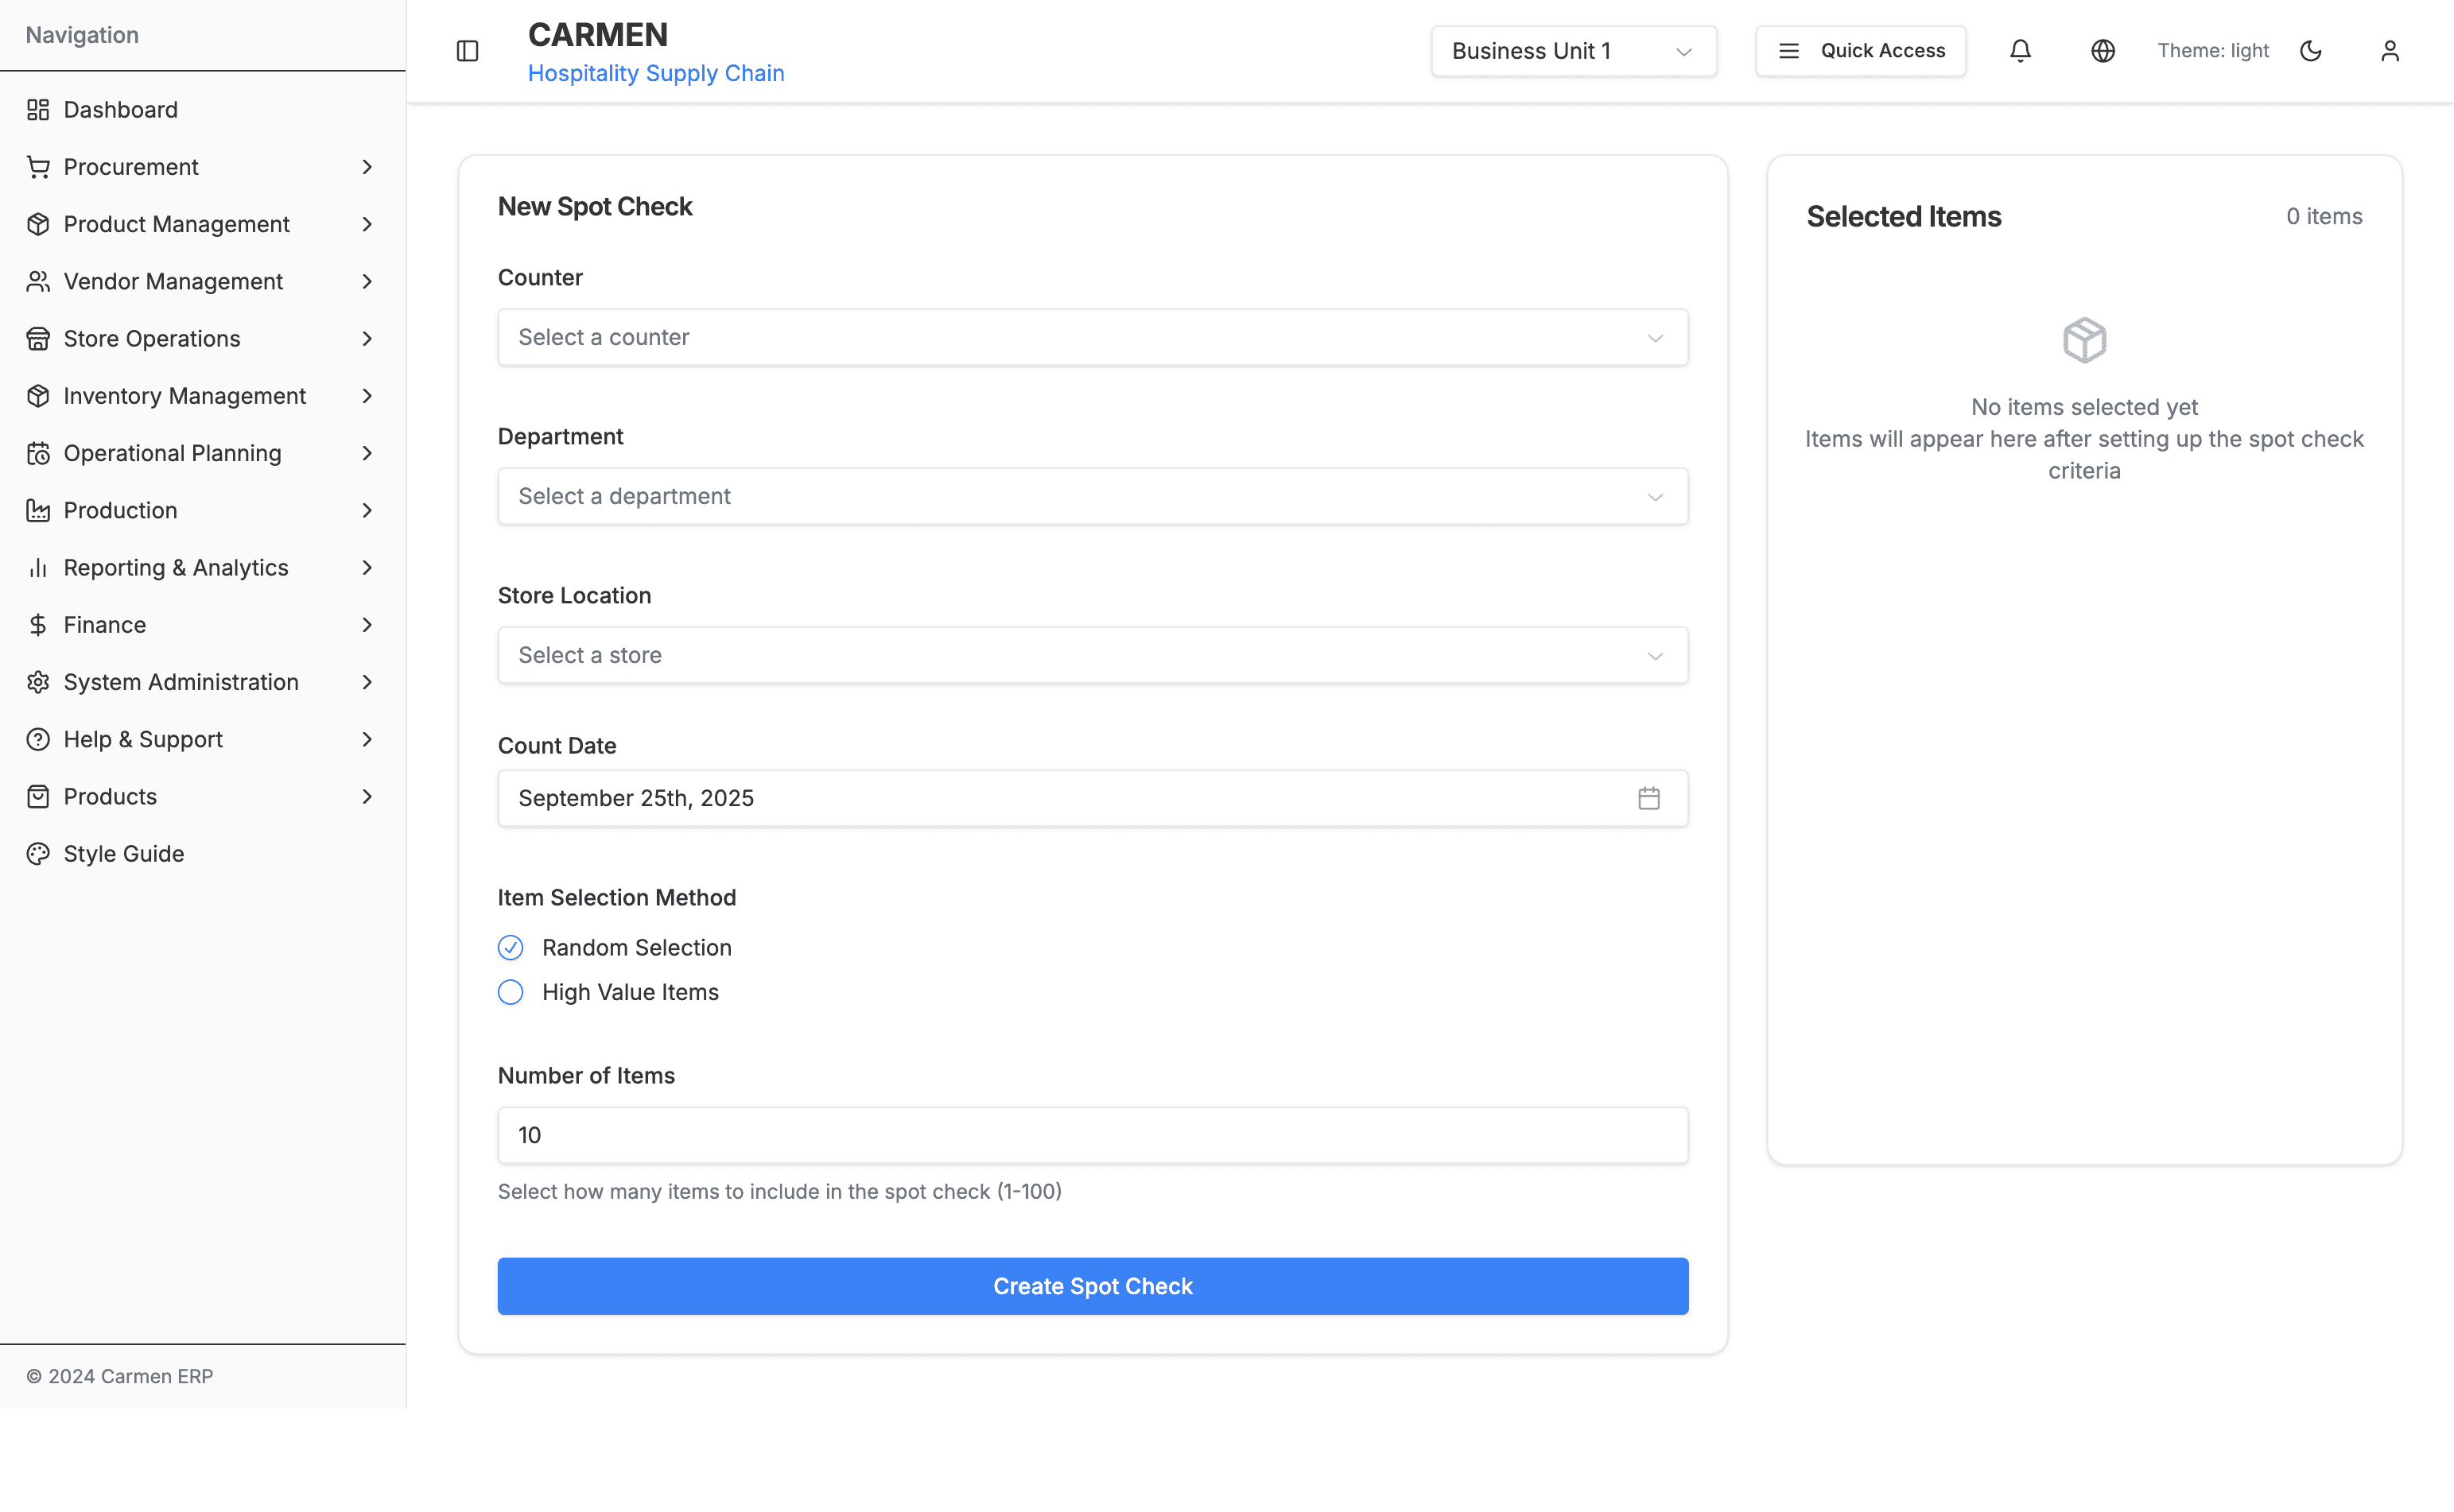 Navigation
Dashboard
Procurement
Product Management
Vendor Management
Store Operations
Inventory Management
Operational Planning
Production
Reporting & Analytics
Finance
System Administration
Help & Support
Products
Style Guide
© 2024 Carmen ERP
CARMEN
Hospitality Supply Chain
Business Unit 1
Quick Access
Theme: light
New Spot Check
Counter
Select a counter
Department
Select a department
Store Location
Select a store
Count Date
September 25th, 2025
Item Selection Method
Random Selection
High Value Items
Number of Items
10
Select how many items to include in the spot check (1-100)
Create Spot Check
Selected Items
0 items
No items selected yet
Items will appear here after setting up the spot check
criteria